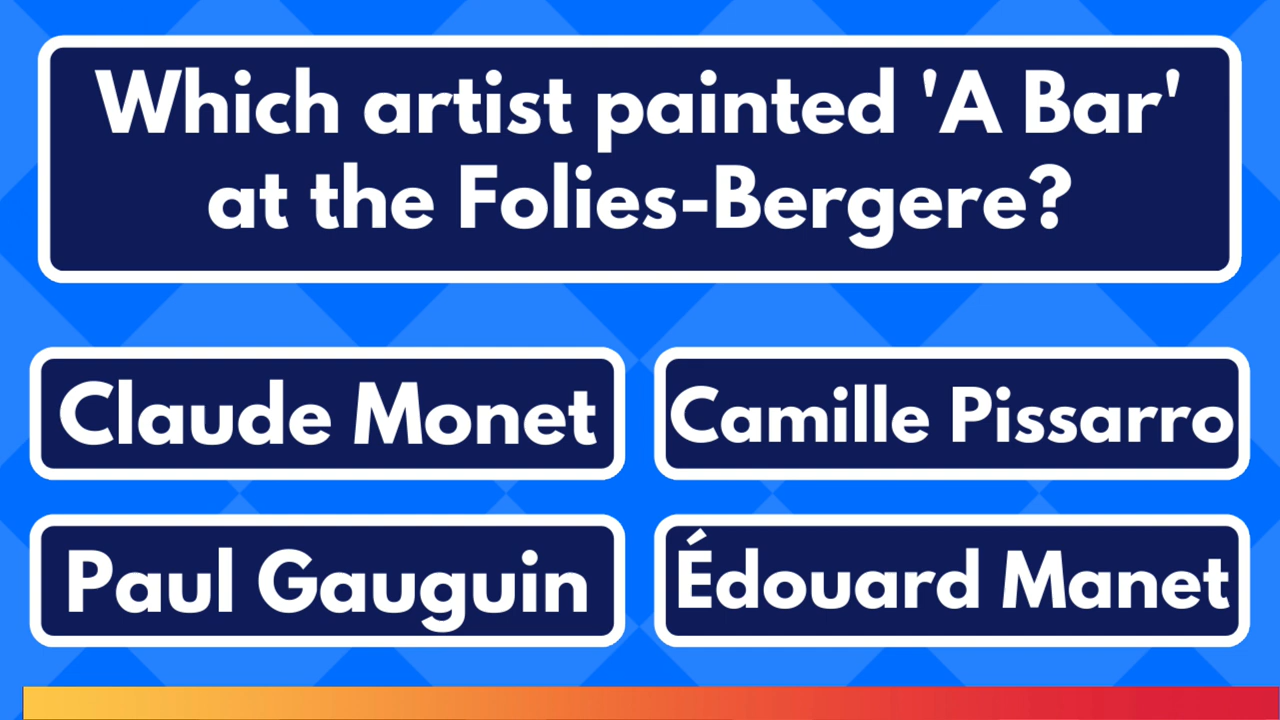 Which artist painted 'A Bar'
at the Folies-Bergere?
Claude Monet
Camille Pissarro
Paul Gauguin
Édouard Manet